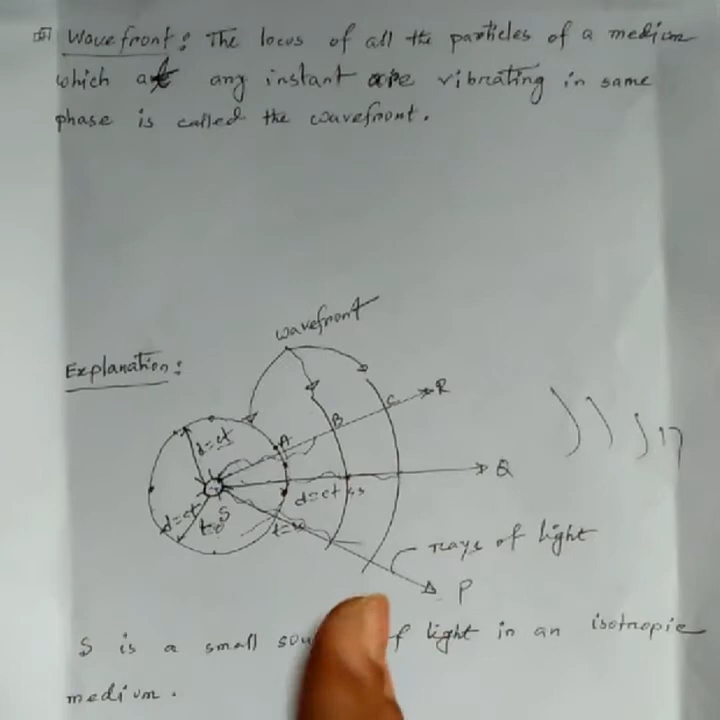 Wavefront: The locus of all the particles of a medium
which at any instant are vibrating in same
phase is called the wavefront.
wavefront
Explanation:
R
C
B
A
d=ct
Q
d=ct
d=ct
S
t=0
rays of light
P
S is a small of light in an isotropic
medium.